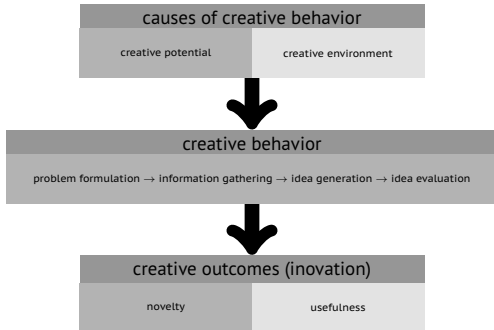 causes of creative behavior
creative potential creative environment
creative behavior
problem formulation → information gathering → idea generation → idea evaluation
creative outcomes (inovation)
novelty usefulness